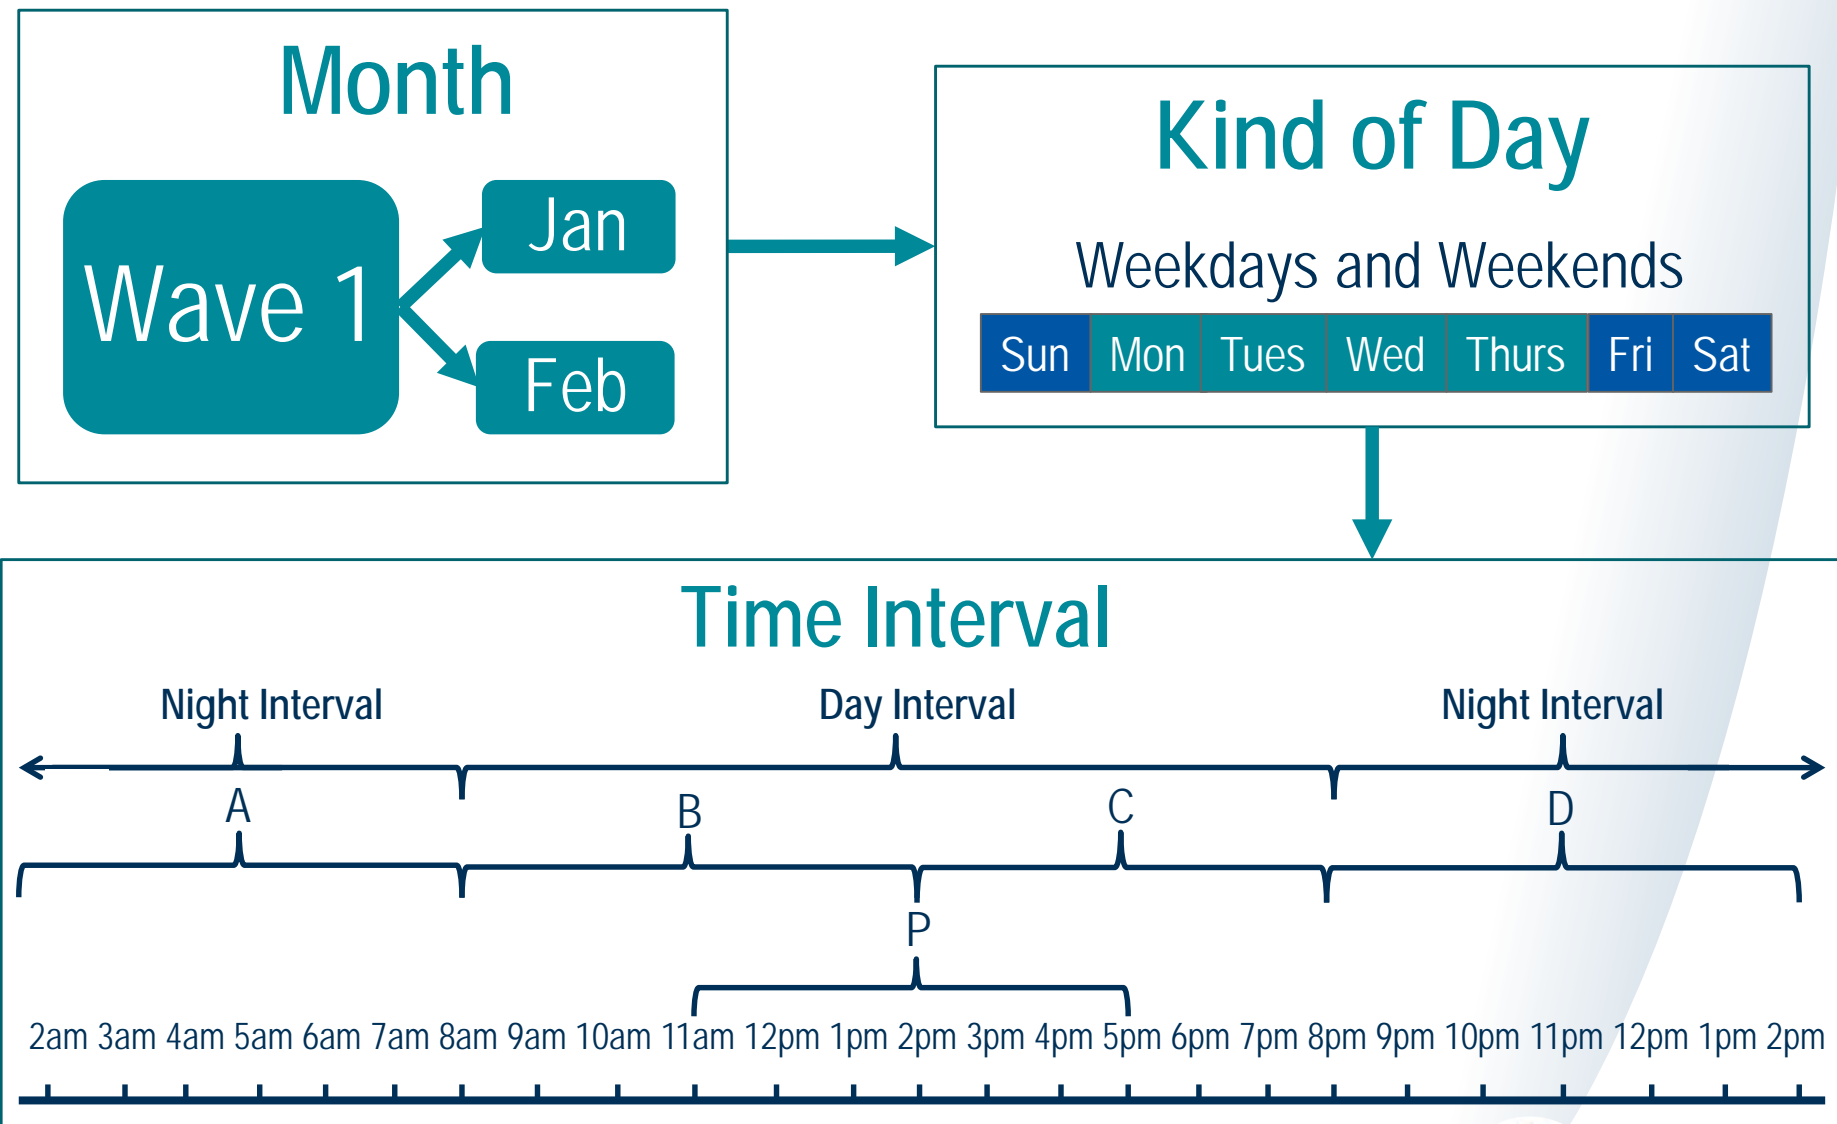 Month
Wave 1
Jan
Feb
Kind of Day
Weekdays and Weekends
Sun Mon Tues Wed Thurs Fri Sat
Time Interval
Night Interval Day Interval Night Interval
A B C D
P
2am 3am 4am 5am 6am 7am 8am 9am 10am 11am 12pm 1pm 2pm 3pm 4pm 5pm 6pm 7pm 8pm 9pm 10pm 11pm 12pm 1pm 2pm